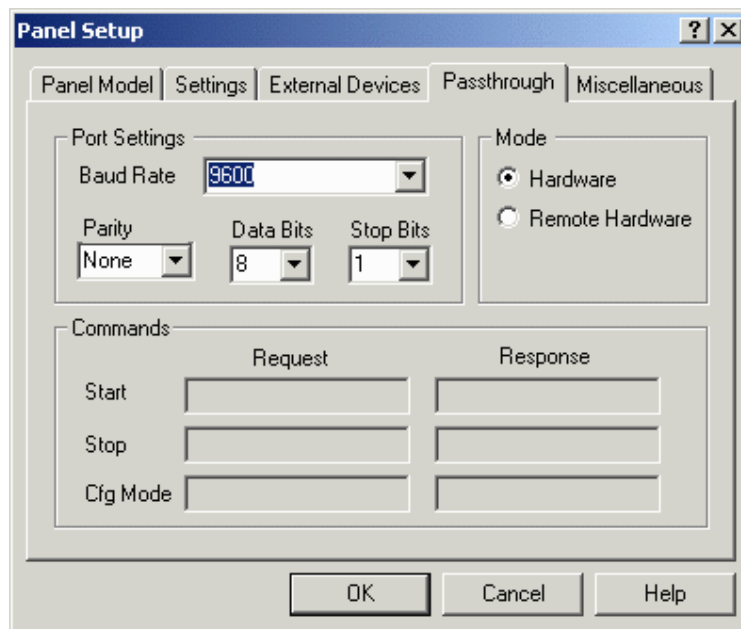 Panel Setup
Panel Model Settings External Devices Passthrough Miscellaneous
Port Settings Mode
Baud Rate 9600 Hardware
Remote Hardware
Parity Data Bits Stop Bits
None 8 1
Commands
Request Response
Start
Stop
Cfg Mode
OK Cancel Help